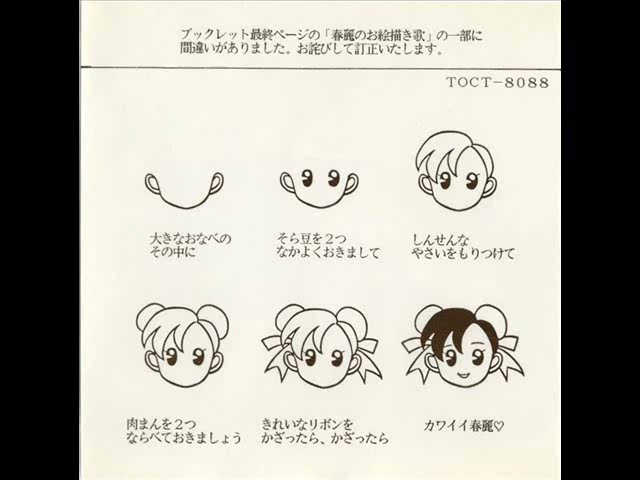 ブックレット最終ページの「春麗のお絵描き歌」の一部に
間違いがありました。お詫びして訂正いたします。
TOCT-8088
大きなおなべの
その中に
そら豆を2つ
なかよくおきまして
しんせんな
やさいをもりつけて
肉まんを2つ
ならべておきましょう
きれいなリボンを
かざったら、かざったら
カワイイ春麗♡